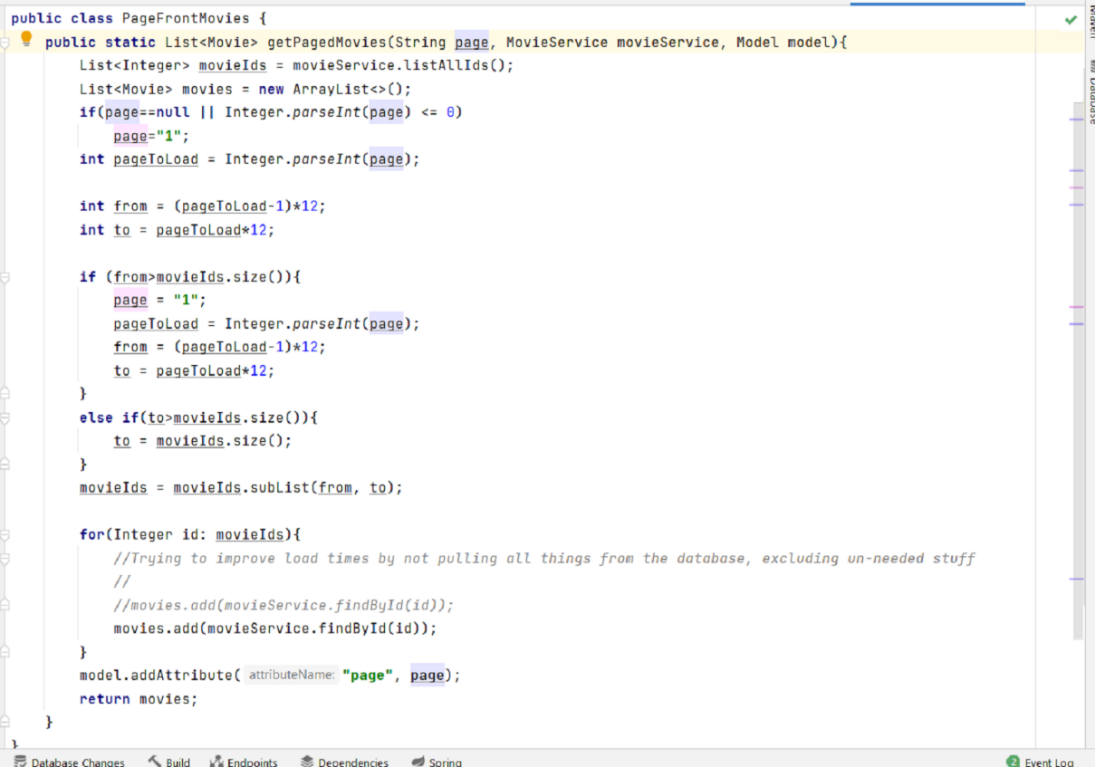 public class PageFrontMovies {
    public static List<Movie> getPagedMovies(String page, MovieService movieService, Model model){
        List<Integer> movieIds = movieService.listAllIds();
        List<Movie> movies = new ArrayList<>();
        if(page==null || Integer.parseInt(page) <= 0)
            page="1";
        int pageToLoad = Integer.parseInt(page);

        int from = (pageToLoad-1)*12;
        int to = pageToLoad*12;

        if (from>movieIds.size()){
            page = "1";
            pageToLoad = Integer.parseInt(page);
            from = (pageToLoad-1)*12;
            to = pageToLoad*12;
        }
        else if(to>movieIds.size()){
            to = movieIds.size();
        }
        movieIds = movieIds.subList(from, to);

        for(Integer id: movieIds){
            //Trying to improve load times by not pulling all things from the database, excluding un-needed stuff
            //
            //movies.add(movieService.findById(id));
            movies.add(movieService.findById(id));
        }
        model.addAttribute( attributeName: "page", page);
        return movies;
    }
}
Database Changes Build Endpoints Dependencies Spring 2 Event Log
Maven
Database